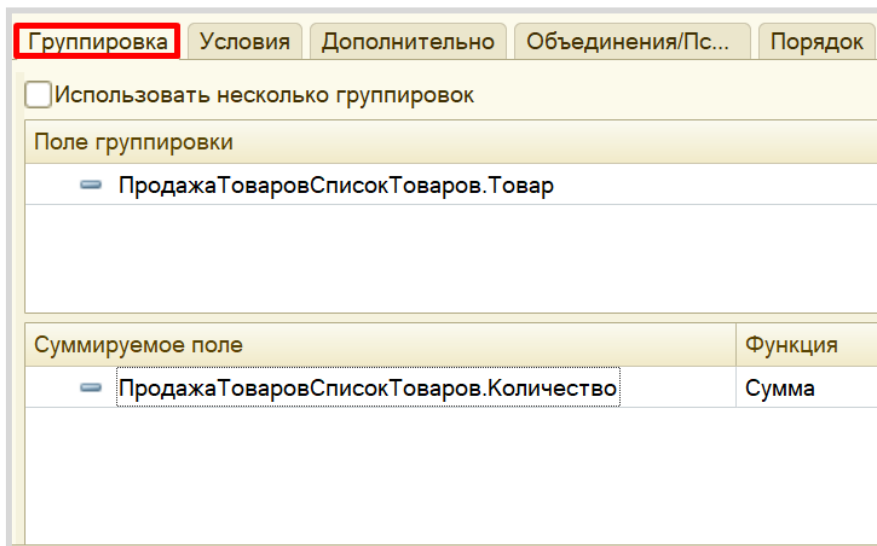 Группировка Условия Дополнительно Объединения/Пс... Порядок
Использовать несколько группировок
Поле группировки
ПродажаТоваровСписокТоваров.Товар
Суммируемое поле Функция
ПродажаТоваровСписокТоваров.Количество Сумма